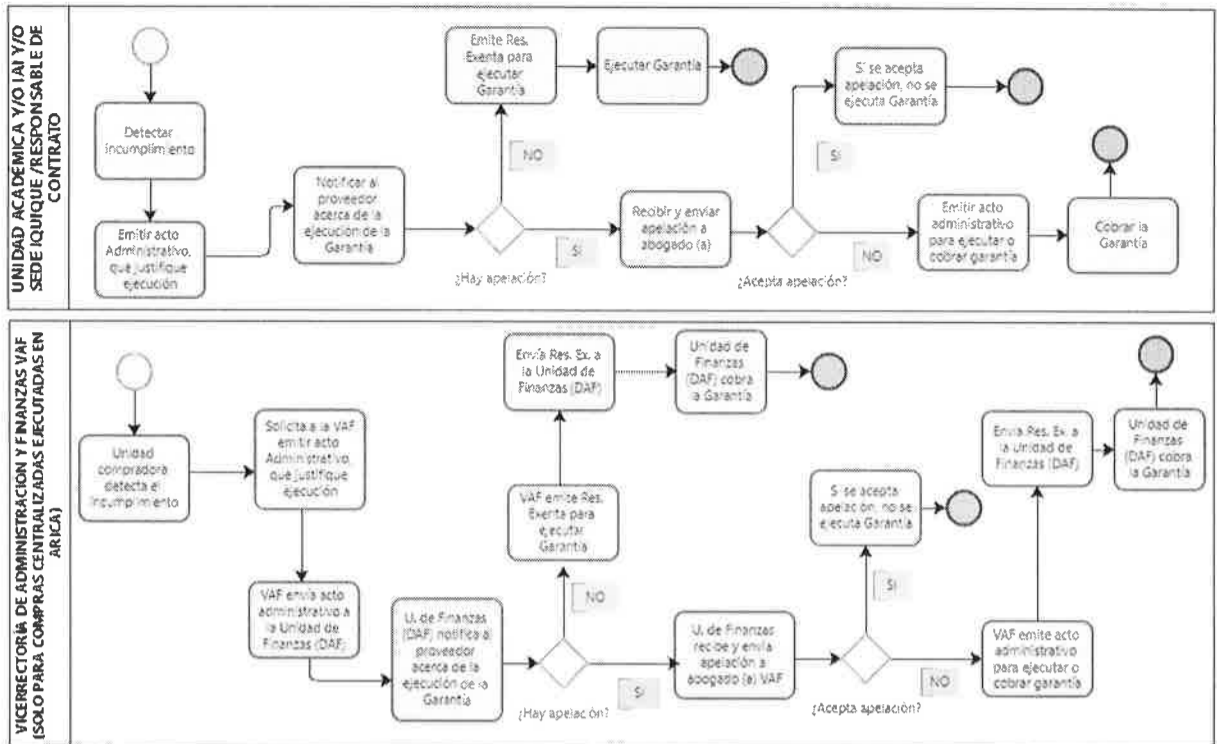 UNIDAD ACADEMICA Y/O IAI Y/O
SEDE IQUIQUE /RESPONSABLE DE
CONTRATO
Detectar
incumplimiento
Emitir acto
Administrativo,
que justifique
ejecución
Notificar al
proveedor
acerca de la
ejecución de la
Garantía
¿Hay apelación?
NO
Emite Res.
Exenta para
ejecutar
Garantía
Ejecutar Garantía
SI
Recibir y enviar
apelación a
abogado (a)
¿Acepta apelación?
SI
Si se acepta
apelación, no se
ejecuta Garantía
NO
Emitir acto
administrativo
para ejecutar o
cobrar garantía
Cobrar la
Garantía
VICERRECTORÍA DE ADMINISTRACION Y FINANZAS VAF
(SOLO PARA COMPRAS CENTRALIZADAS EJECUTADAS EN
ARICA)
Unidad
compradora
detecta el
incumplimiento
Solicita a la VAF
emitir acto
Administrativo,
que justifique
ejecución
VAF envía acto
administrativo a
la Unidad de
Finanzas (DAF)
U. de Finanzas
(DAF) notifica al
proveedor
acerca de la
ejecución de la
Garantía
¿Hay apelación?
NO
VAF emite Res.
Exenta para
ejecutar
Garantía
Envía Res. Ex. a
la Unidad de
Finanzas (DAF)
Unidad de
Finanzas
(DAF) cobra
la Garantía
SI
U. de Finanzas
recibe y envía
apelación a
abogado (a) VAF
¿Acepta apelación?
SI
Si se acepta
apelación, no se
ejecuta Garantía
NO
VAF emite acto
administrativo
para ejecutar o
cobrar garantía
Envía Res. Ex. a
la Unidad de
Finanzas (DAF)
Unidad de
Finanzas
(DAF) cobra
la Garantía